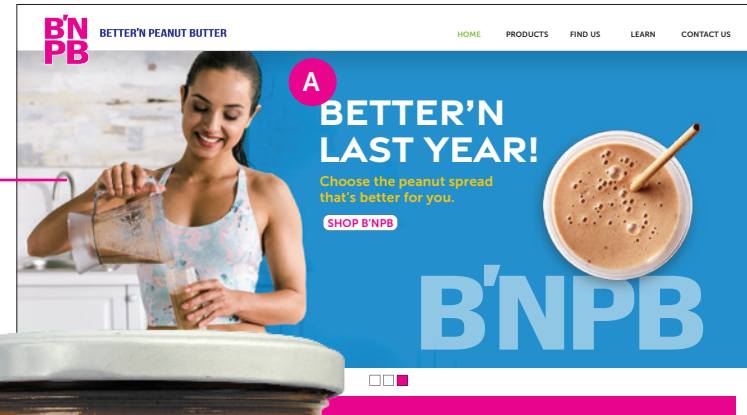 B'N
PB
BETTER'N PEANUT BUTTER
HOME PRODUCTS FIND US LEARN CONTACT US
A
BETTER'N
LAST YEAR!
Choose the peanut spread
that's better for you.
SHOP B'NPB
B'NPB